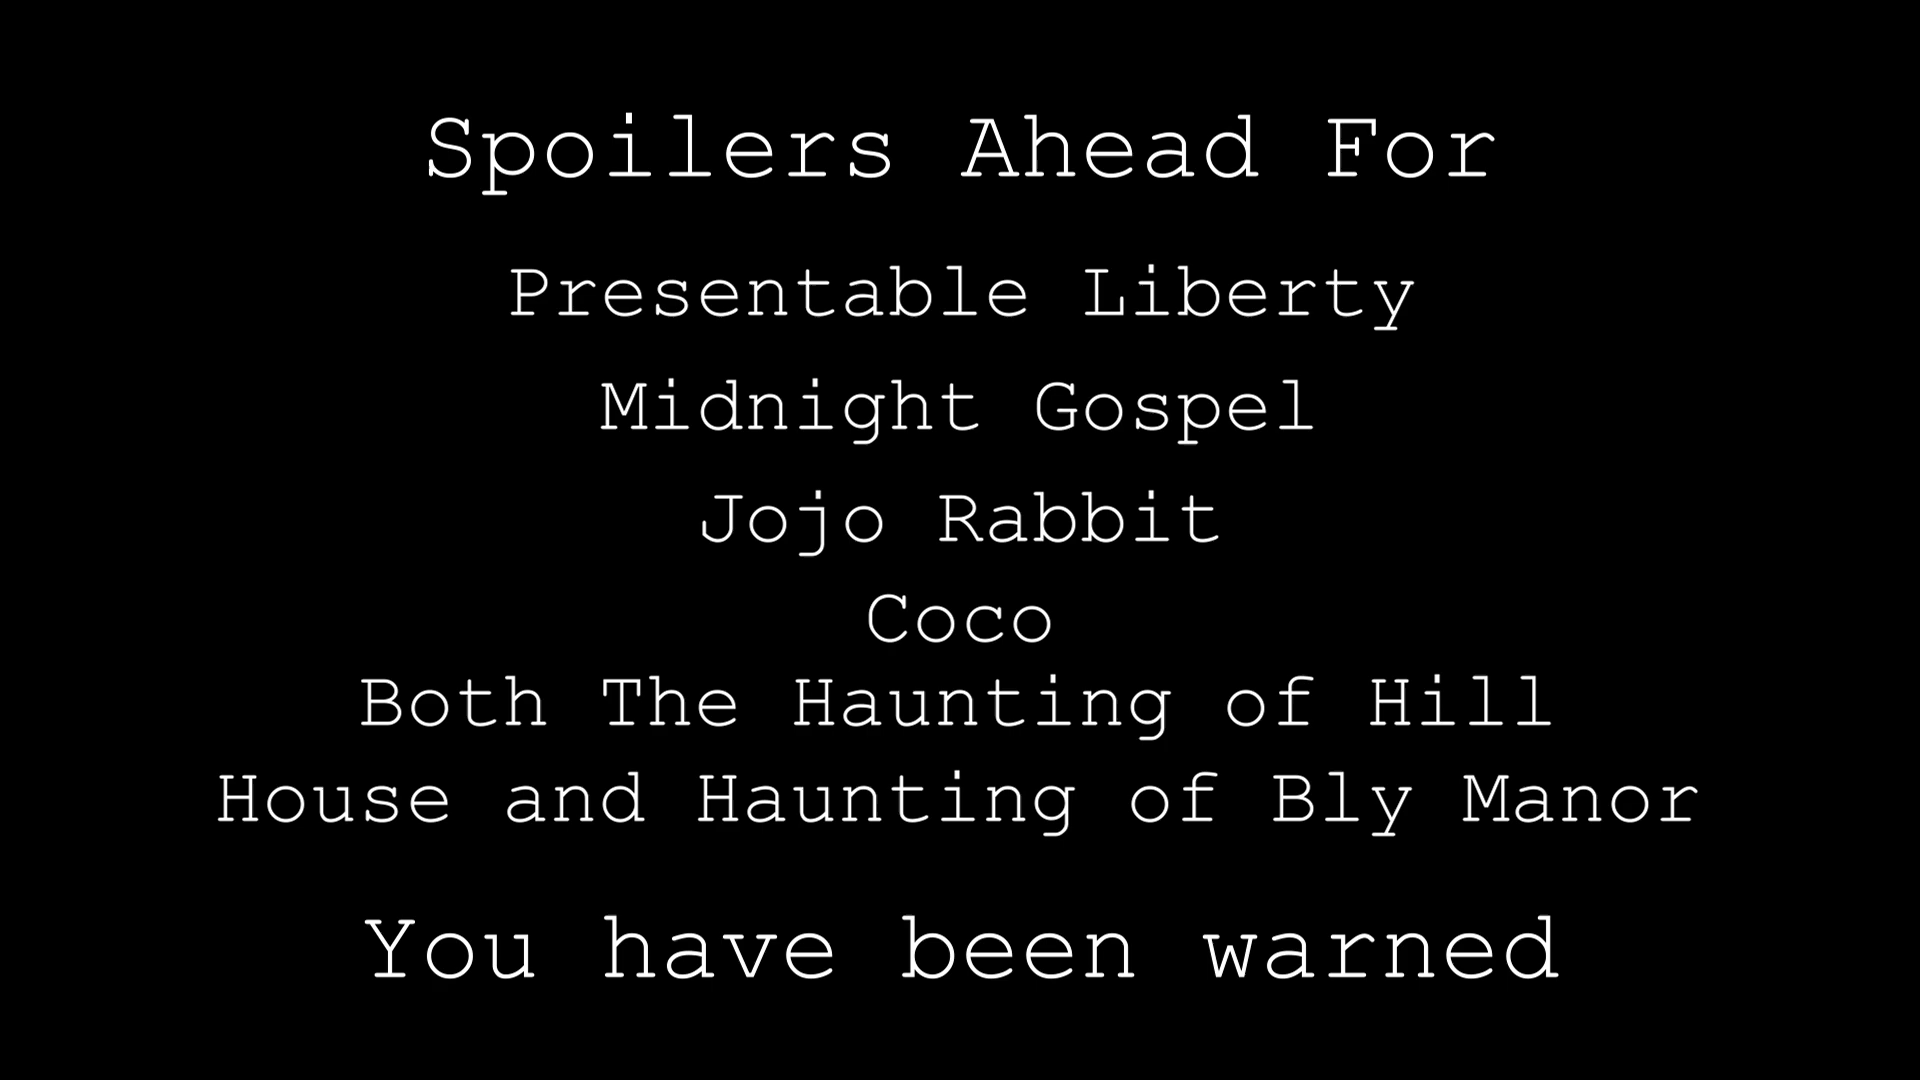 Spoilers Ahead For
Presentable Liberty
Midnight Gospel
Jojo Rabbit
Coco
Both The Haunting of Hill
House and Haunting of Bly Manor
You have been warned